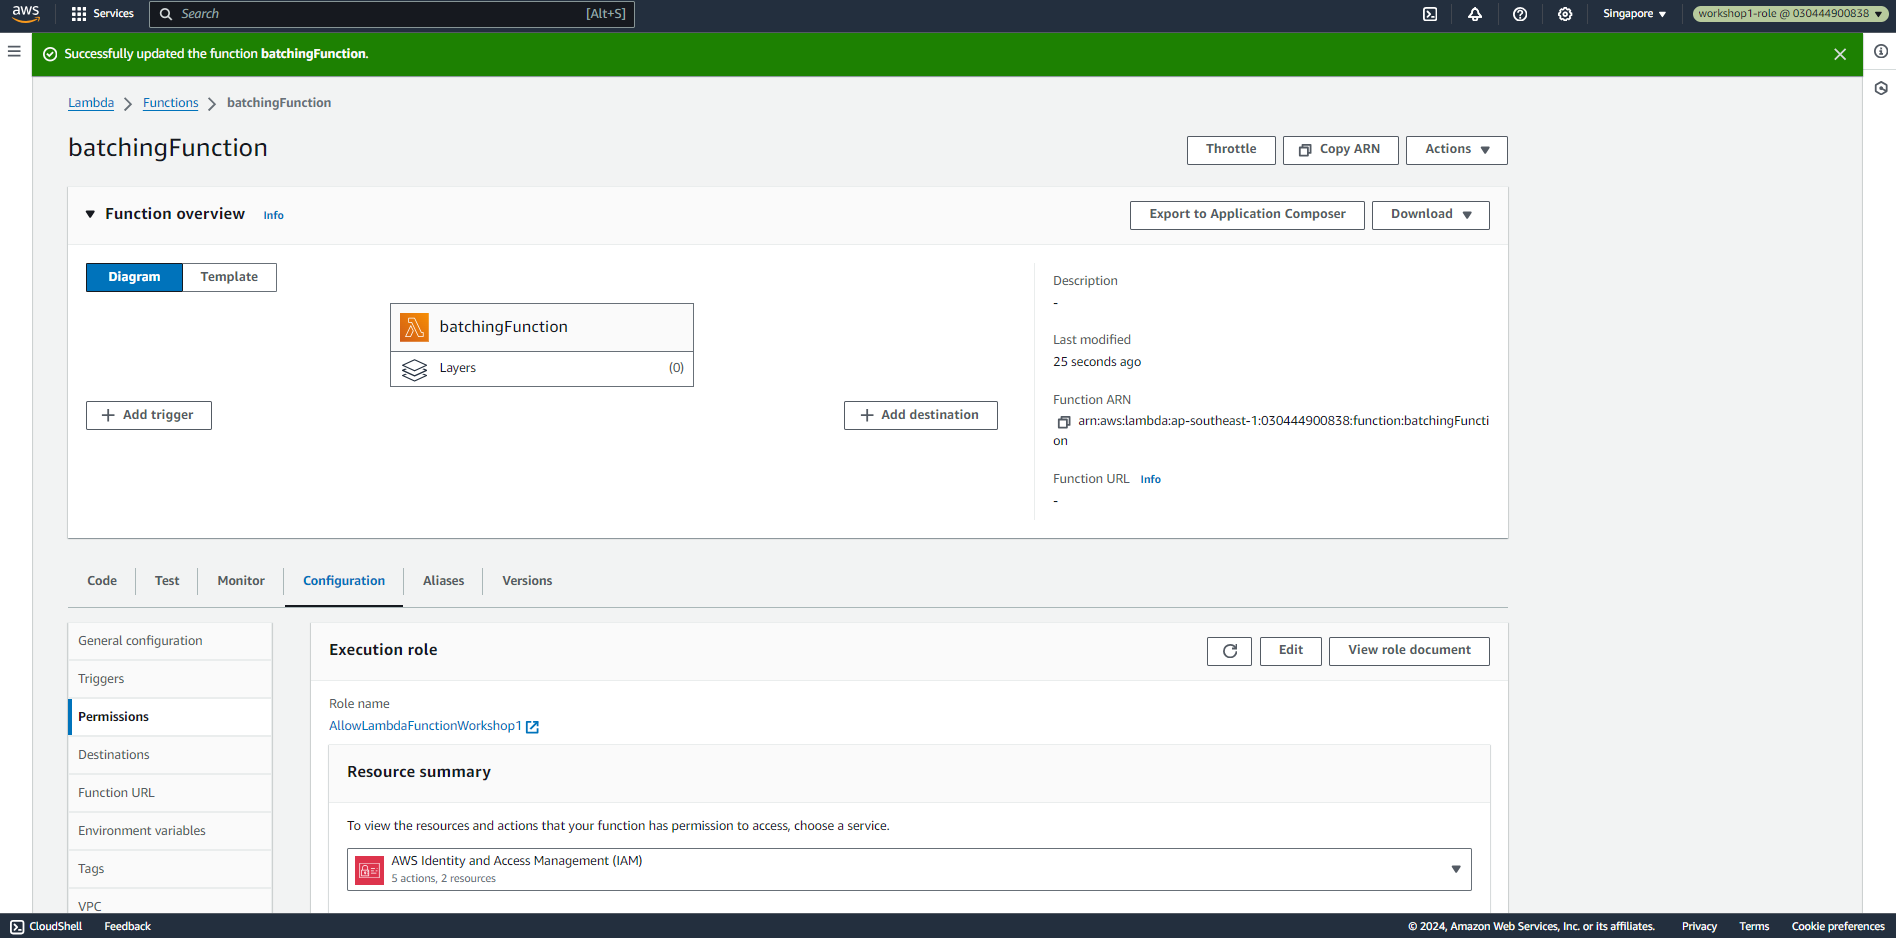 aws Services Search [Alt+S] Singapore workshop1-role @ 030444900838
Successfully updated the function batchingFunction.
Lambda Functions batchingFunction
batchingFunction
Throttle Copy ARN Actions
Function overview Info
Export to Application Composer Download
Diagram Template
batchingFunction
Layers (0)
Add trigger
Add destination
Description
-
Last modified
25 seconds ago
Function ARN
arn:aws:lambda:ap-southeast-1:030444900838:function:batchingFuncti
on
Function URL Info
-
Code Test Monitor Configuration Aliases Versions
General configuration
Triggers
Permissions
Destinations
Function URL
Environment variables
Tags
VPC
Execution role
Edit View role document
Role name
AllowLambdaFunctionWorkshop1
Resource summary
To view the resources and actions that your function has permission to access, choose a service.
AWS Identity and Access Management (IAM)
5 actions, 2 resources
CloudShell Feedback © 2024, Amazon Web Services, Inc. or its affiliates. Privacy Terms Cookie preferences